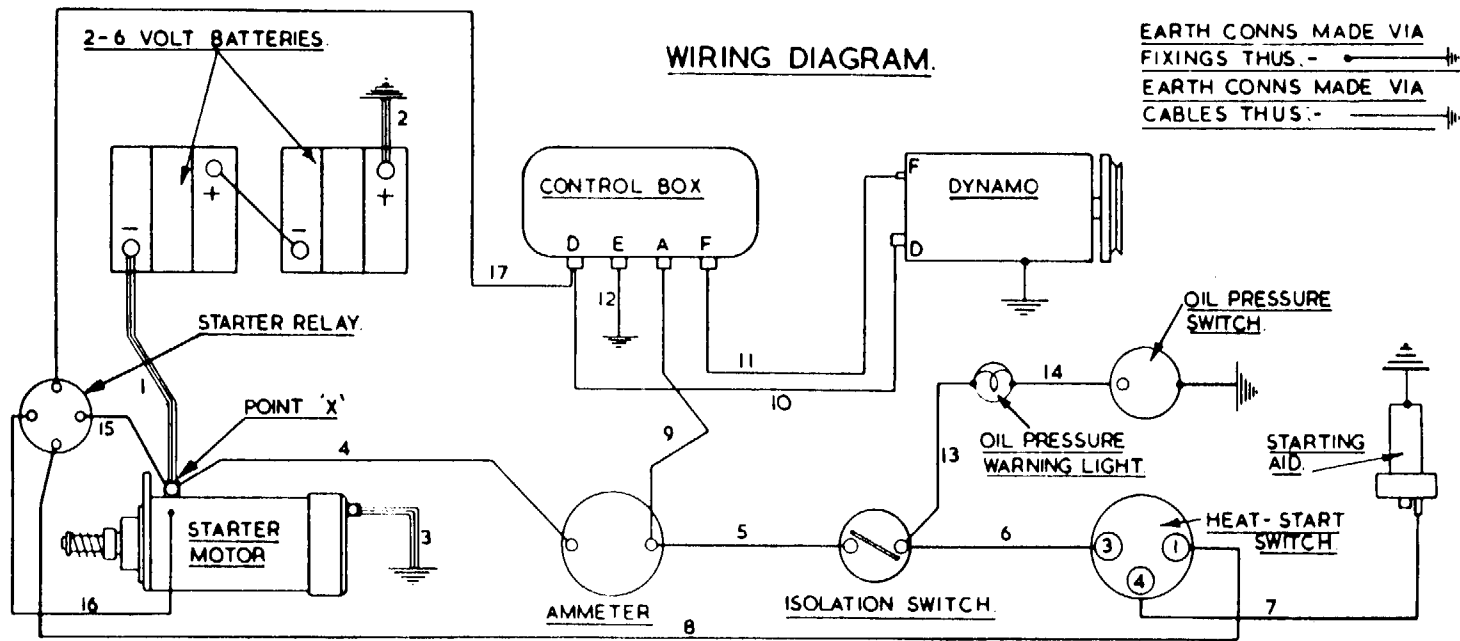 2-6 VOLT BATTERIES.
WIRING DIAGRAM.
EARTH CONNS MADE VIA
FIXINGS THUS.-
EARTH CONNS MADE VIA
CABLES THUS:-
2
+
-
+
-
CONTROL BOX
D E A F
F
DYNAMO
D
17
12
11
10
STARTER RELAY.
1
15
POINT 'X'
4
9
OIL PRESSURE
SWITCH.
14
13
OIL PRESSURE
WARNING LIGHT.
STARTING
AID.
STARTER
MOTOR
3
16
AMMETER
5
ISOLATION SWITCH.
6
HEAT-START
SWITCH.
3
1
4
7
8